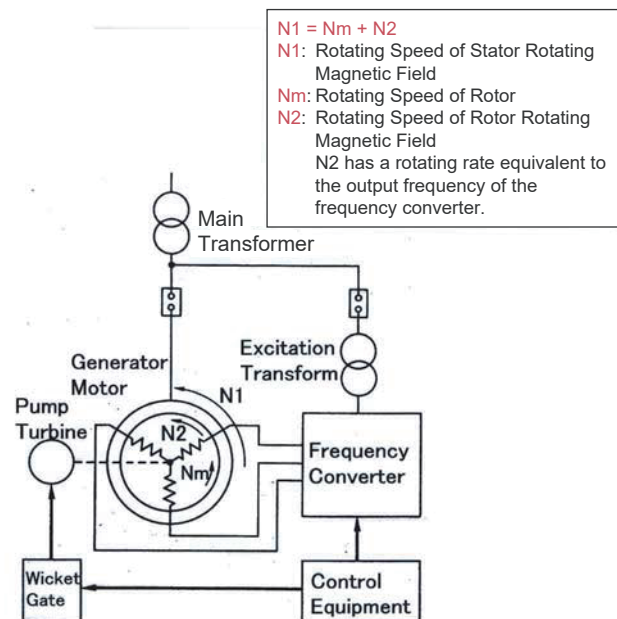 N1 = Nm + N2
N1: Rotating Speed of Stator Rotating
Magnetic Field
Nm: Rotating Speed of Rotor
N2: Rotating Speed of Rotor Rotating
Magnetic Field
N2 has a rotating rate equivalent to
the output frequency of the
frequency converter.
Main
Transformer
Generator
Motor
Excitation
Transform
N1
Pump
Turbine
N2
Nm
Frequency
Converter
Wicket
Gate
Control
Equipment